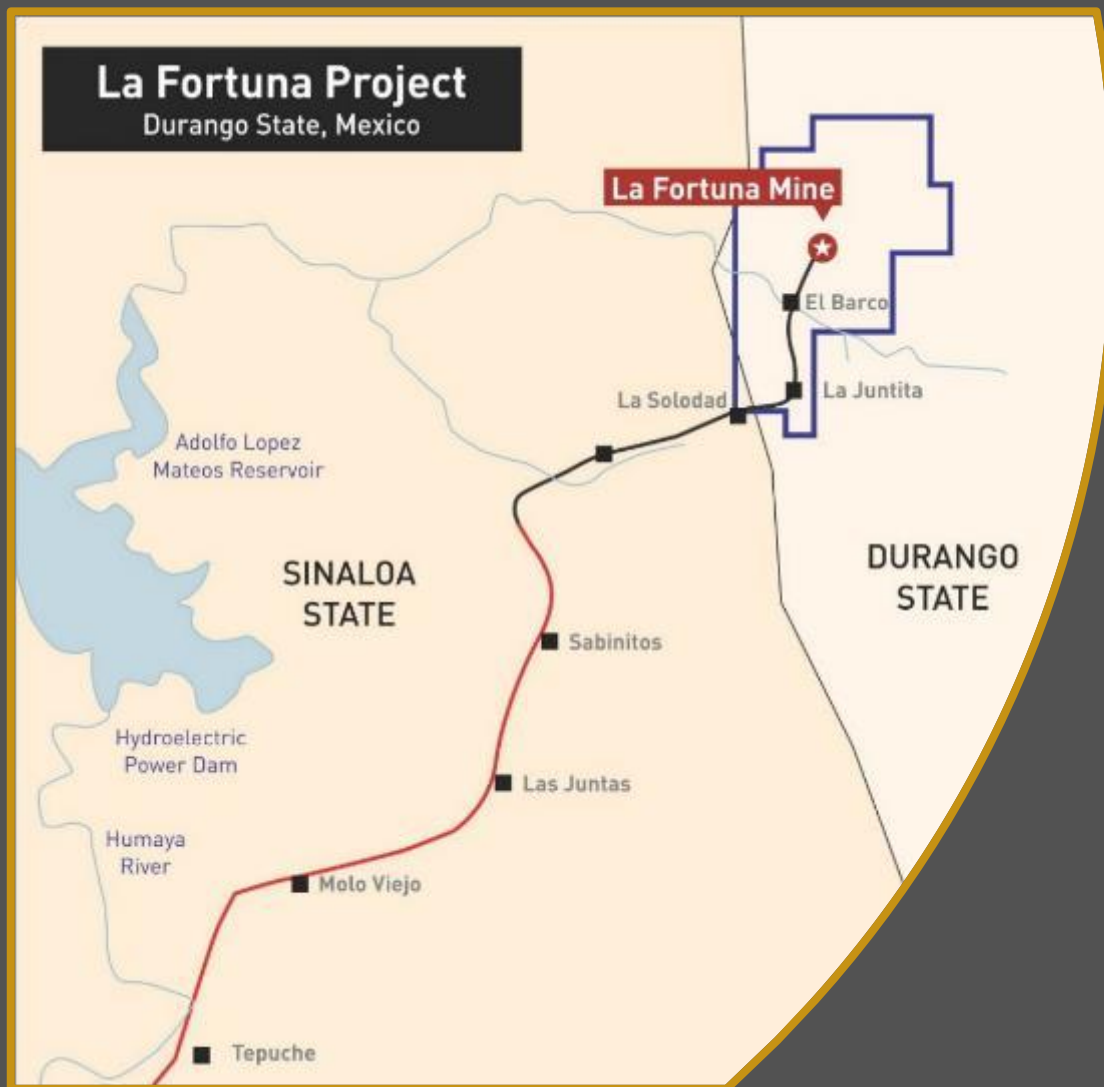 La Fortuna Project
Durango State, Mexico
La Fortuna Mine
El Barco
La Juntita
La Solodad
Adolfo Lopez
Mateos Reservoir
SINALOA
STATE
DURANGO
STATE
Sabinitos
Hydroelectric
Power Dam
Las Juntas
Humaya
River
Molo Viejo
Tepuche